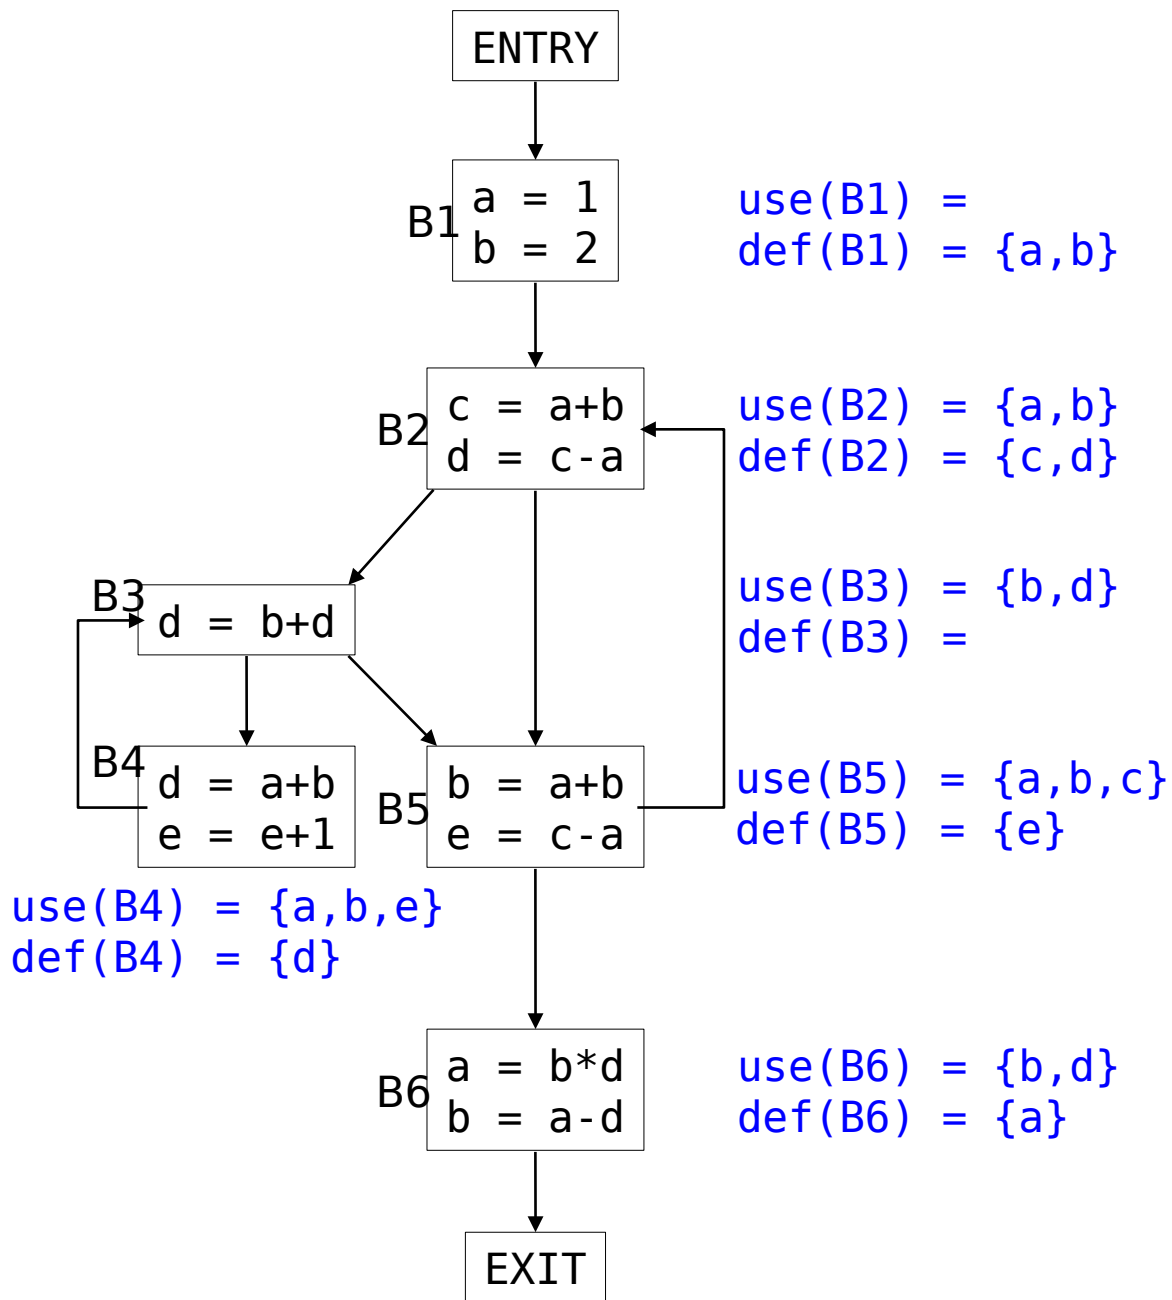 ENTRY
B1
a = 1
b = 2
use(B1) =
def(B1) = {a,b}
B2
c = a+b
d = c-a
use(B2) = {a,b}
def(B2) = {c,d}
B3
d = b+d
use(B3) = {b,d}
def(B3) =
B4
d = a+b
e = e+1
use(B4) = {a,b,e}
def(B4) = {d}
B5
b = a+b
e = c-a
use(B5) = {a,b,c}
def(B5) = {e}
B6
a = b*d
b = a-d
use(B6) = {b,d}
def(B6) = {a}
EXIT